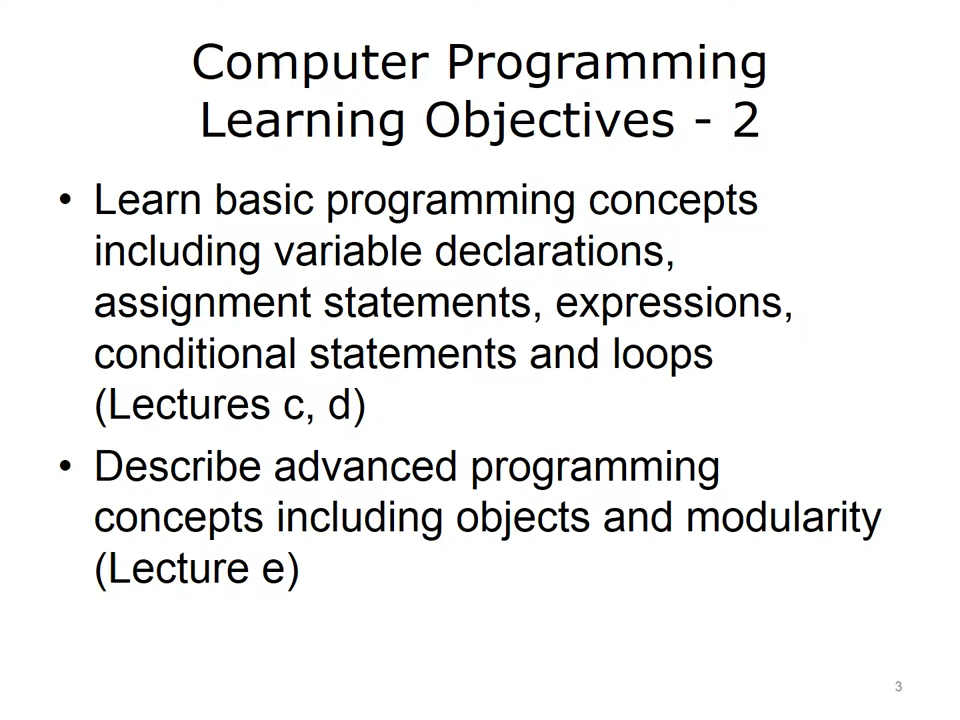 Computer Programming
Learning Objectives - 2
• Learn basic programming concepts
including variable declarations,
assignment statements, expressions,
conditional statements and loops
(Lectures c, d)
• Describe advanced programming
concepts including objects and modularity
(Lecture e)
3